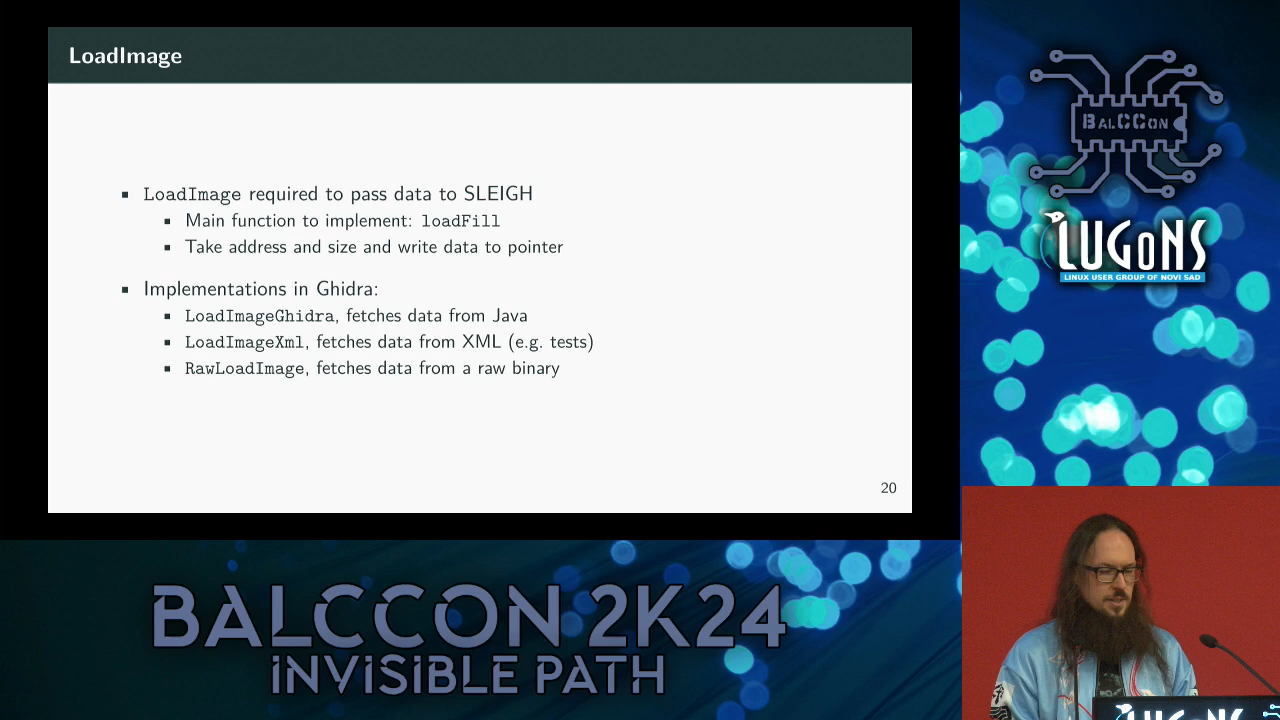 LoadImage
LoadImage required to pass data to SLEIGH
Main function to implement: loadFill
Take address and size and write data to pointer
Implementations in Ghidra:
LoadImageGhidra, fetches data from Java
LoadImageXml, fetches data from XML (e.g. tests)
RawLoadImage, fetches data from a raw binary
20
BALCCON
LUGONS
LINUX USER GROUP OF NOVI SAD
BALCCON 2K24
INVISIBLE PATH
LUGONS